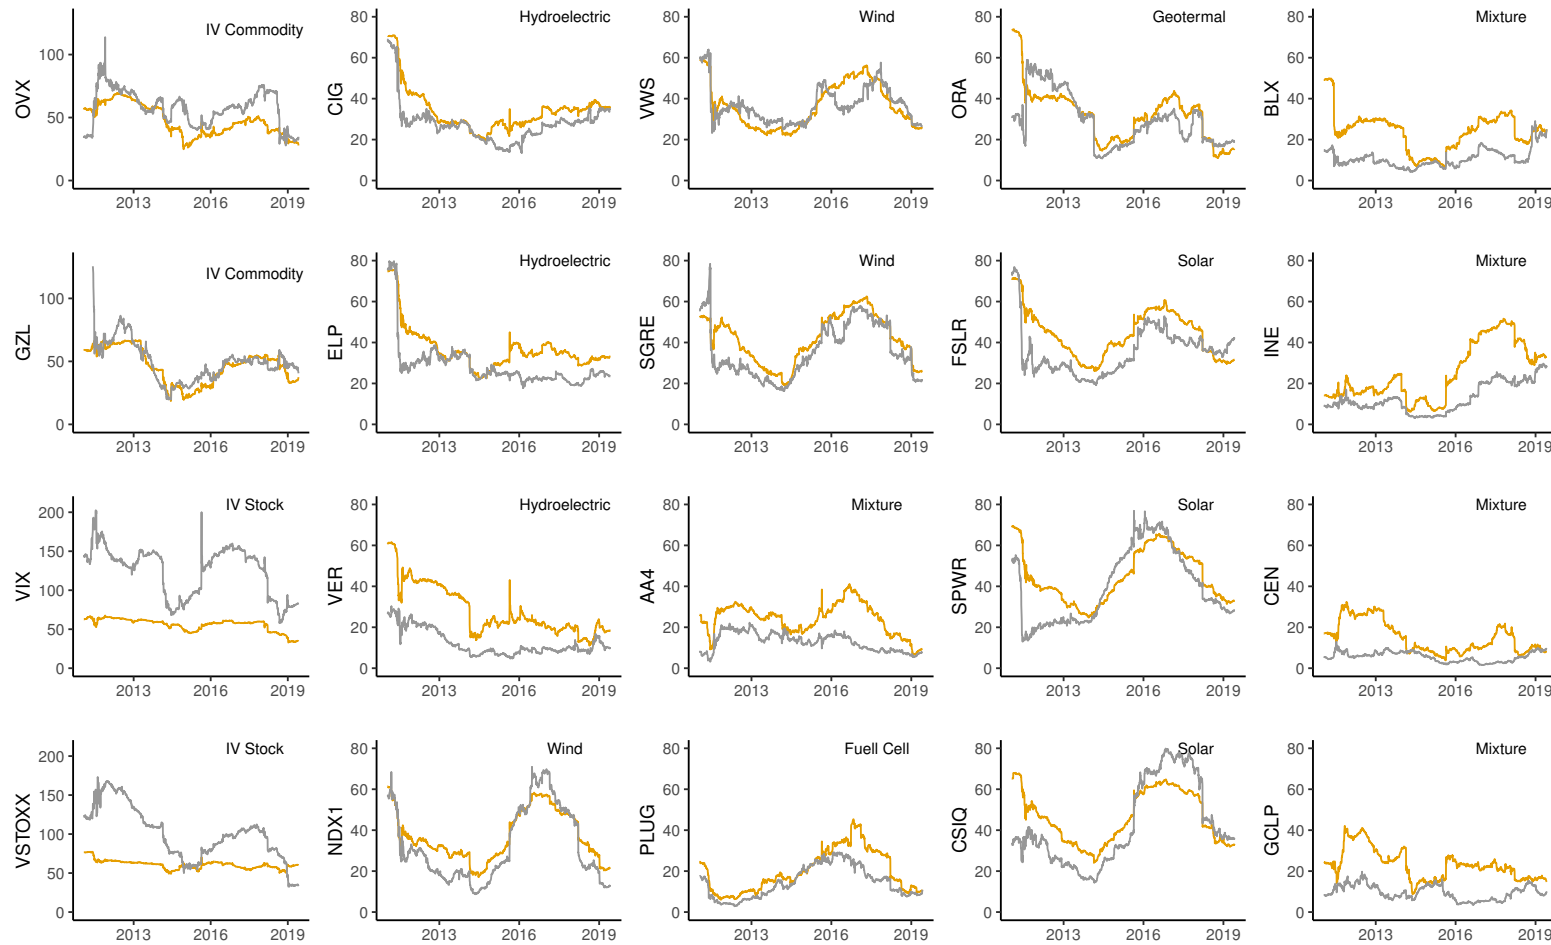 IV Commodity
OVX
100
50
0
2013 2016 2019
Hydroelectric
CIG
80
60
40
20
0
2013 2016 2019
Wind
VWS
80
60
40
20
0
2013 2016 2019
Geotermal
ORA
80
60
40
20
0
2013 2016 2019
Mixture
BLX
80
60
40
20
0
2013 2016 2019
IV Commodity
GZL
100
50
0
2013 2016 2019
Hydroelectric
ELP
80
60
40
20
0
2013 2016 2019
Wind
SGRE
80
60
40
20
0
2013 2016 2019
Solar
FSLR
80
60
40
20
0
2013 2016 2019
Mixture
INE
80
60
40
20
0
2013 2016 2019
IV Stock
VIX
200
150
100
50
0
2013 2016 2019
Hydroelectric
VER
80
60
40
20
0
2013 2016 2019
Mixture
AA4
80
60
40
20
0
2013 2016 2019
Solar
SPWR
80
60
40
20
0
2013 2016 2019
Mixture
CEN
80
60
40
20
0
2013 2016 2019
IV Stock
VSTOXX
200
150
100
50
0
2013 2016 2019
Wind
NDX1
80
60
40
20
0
2013 2016 2019
Fuell Cell
PLUG
80
60
40
20
0
2013 2016 2019
Solar
CSIQ
80
60
40
20
0
2013 2016 2019
Mixture
GCLP
80
60
40
20
0
2013 2016 2019